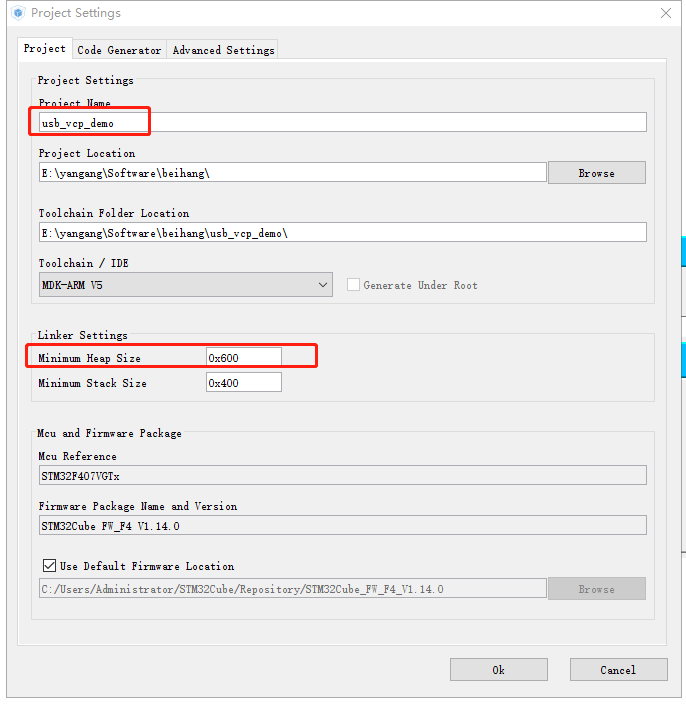 Project Settings
Project Code Generator Advanced Settings
Project Settings
Project Name
usb_vcp_demo
Project Location
E:\yangang\Software\beihang\ Browse
Toolchain Folder Location
E:\yangang\Software\beihang\usb_vcp_demo\
Toolchain / IDE
MDK-ARM V5 Generate Under Root
Linker Settings
Minimum Heap Size 0x600
Minimum Stack Size 0x400
Mcu and Firmware Package
Mcu Reference
STM32F407VGTx
Firmware Package Name and Version
STM32Cube FW_F4 V1.14.0
Use Default Firmware Location
C:/Users/Administrator/STM32Cube/Repository/STM32Cube_FW_F4_V1.14.0 Browse
Ok Cancel